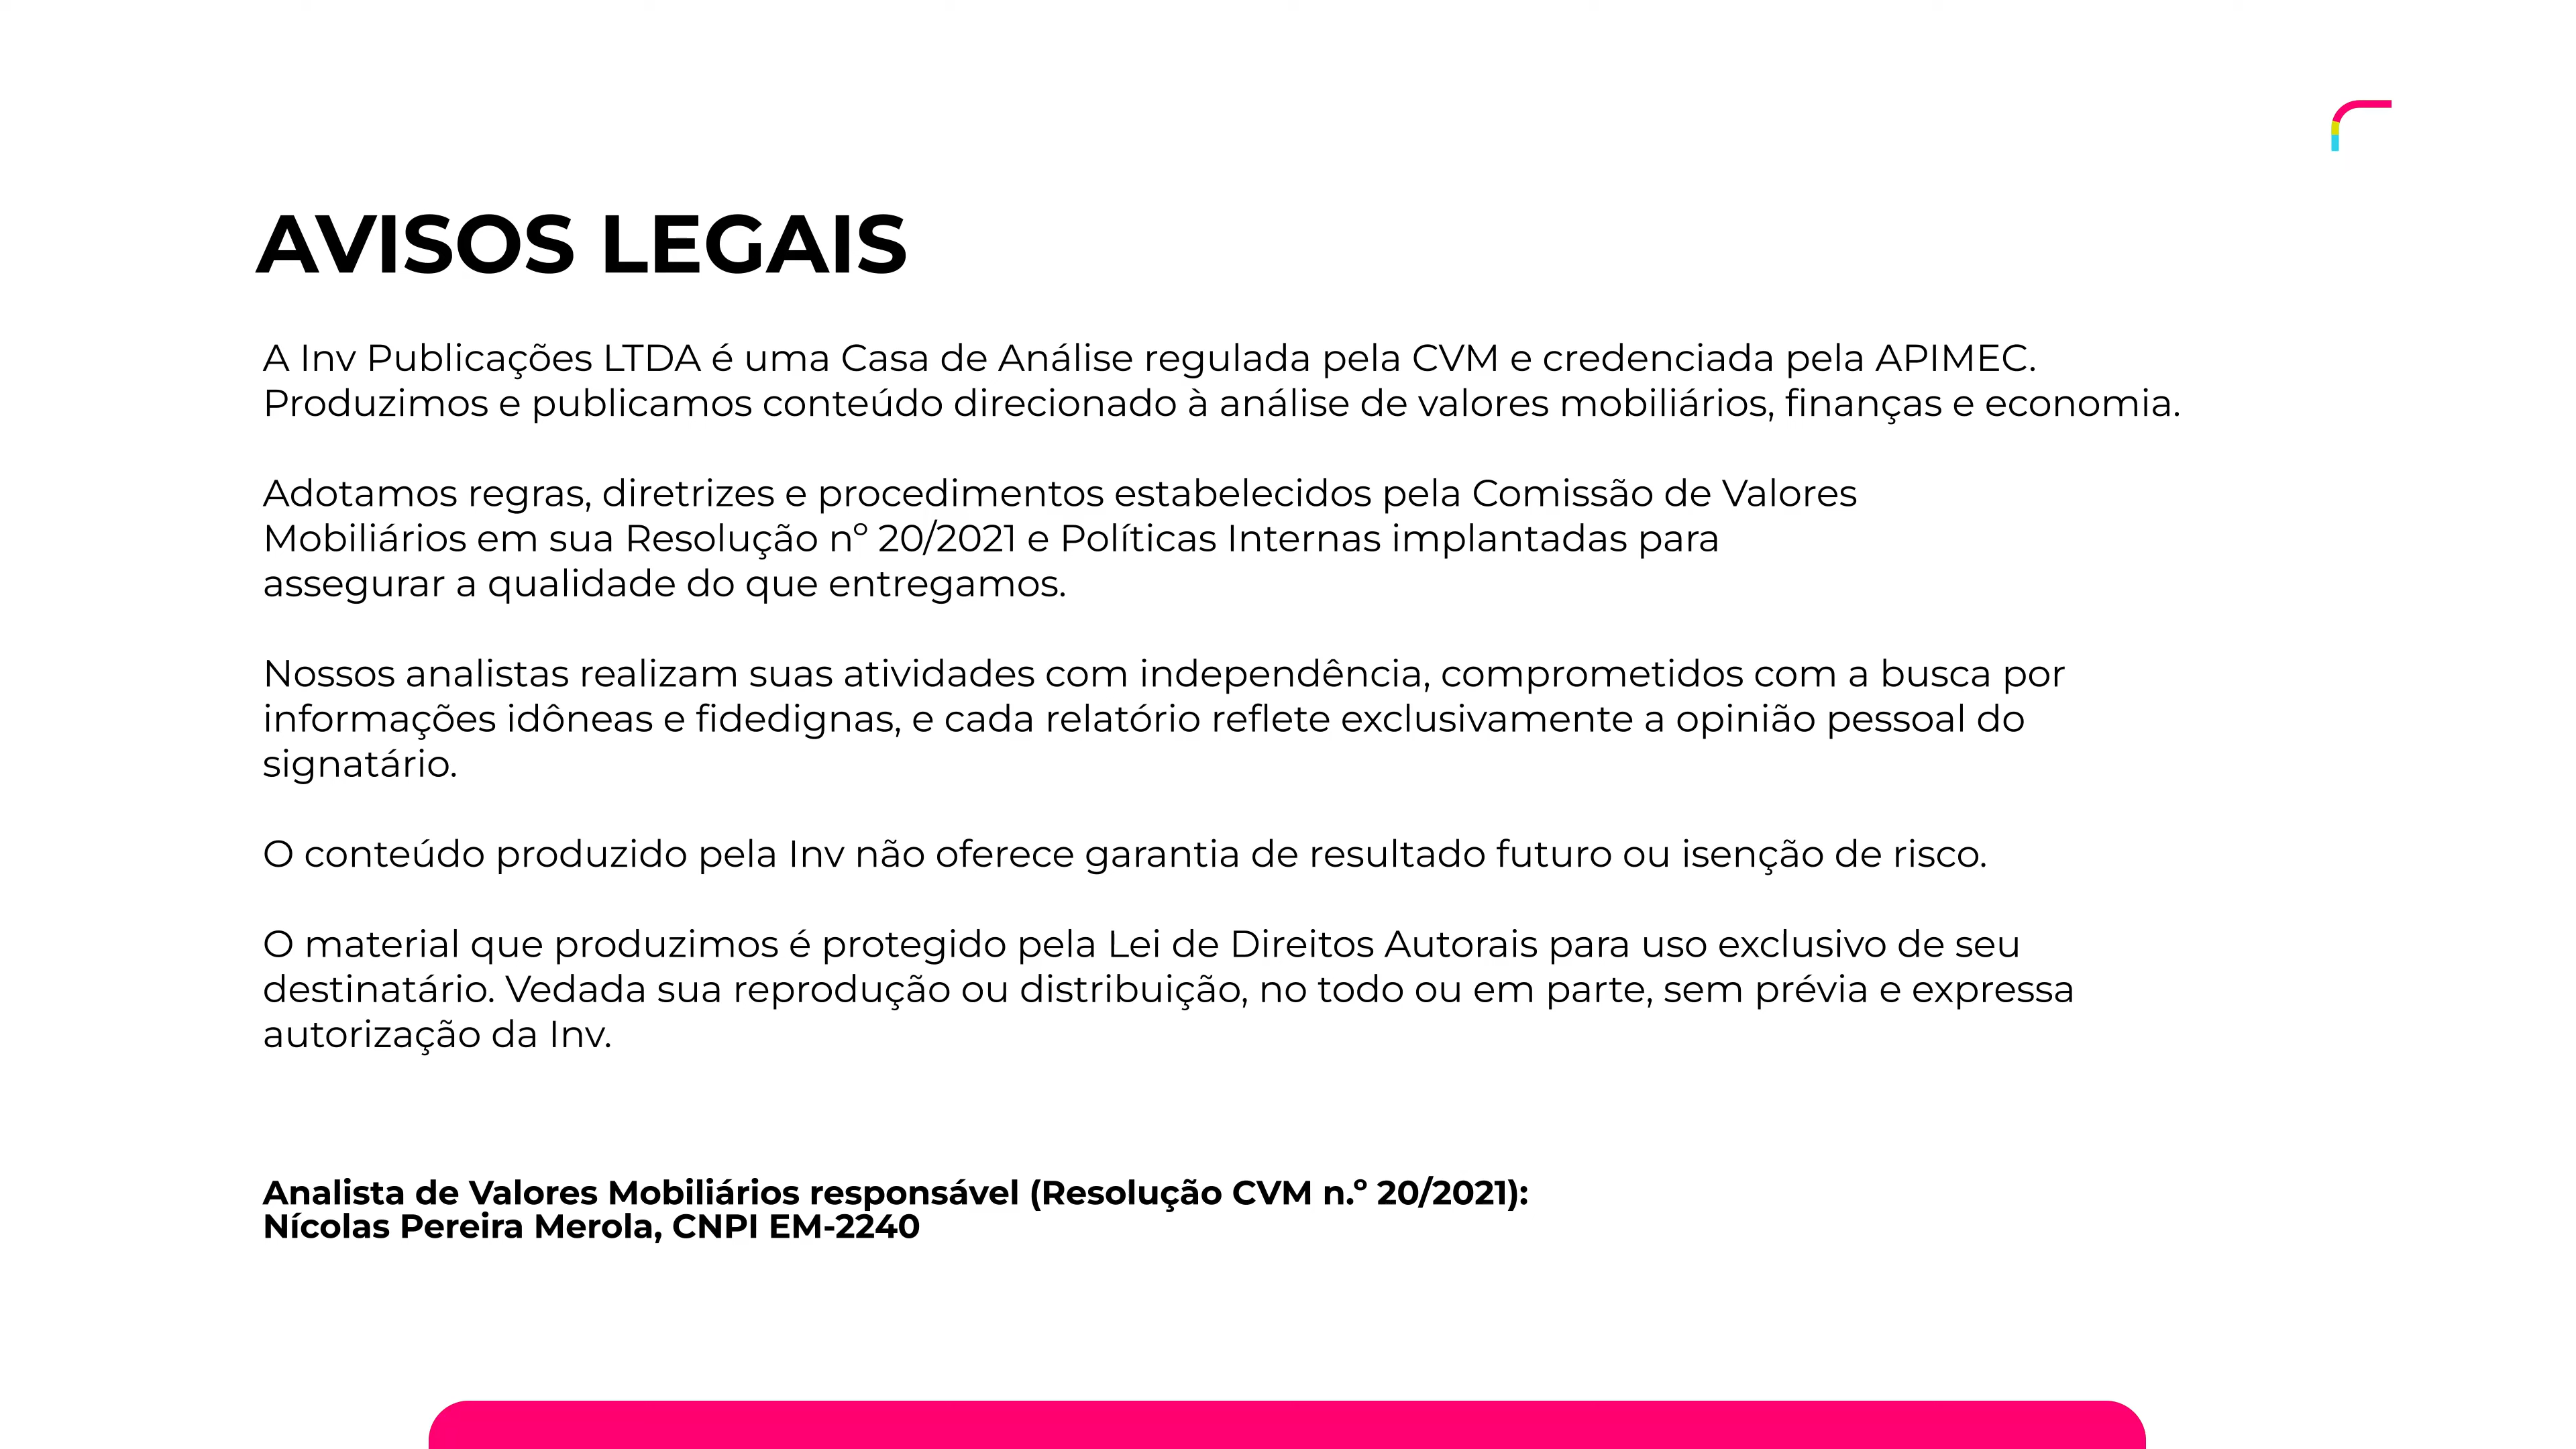 AVISOS LEGAIS
A Inv Publicações LTDA é uma Casa de Análise regulada pela CVM e credenciada pela APIMEC.
Produzimos e publicamos conteúdo direcionado à análise de valores mobiliários, finanças e economia.
Adotamos regras, diretrizes e procedimentos estabelecidos pela Comissão de Valores
Mobiliários em sua Resolução nº 20/2021 e Políticas Internas implantadas para
assegurar a qualidade do que entregamos.
Nossos analistas realizam suas atividades com independência, comprometidos com a busca por
informações idôneas e fidedignas, e cada relatório reflete exclusivamente a opinião pessoal do
signatário.
O conteúdo produzido pela Inv não oferece garantia de resultado futuro ou isenção de risco.
O material que produzimos é protegido pela Lei de Direitos Autorais para uso exclusivo de seu
destinatário. Vedada sua reprodução ou distribuição, no todo ou em parte, sem prévia e expressa
autorização da Inv.
Analista de Valores Mobiliários responsável (Resolução CVM n.º 20/2021):
Nícolas Pereira Merola, CNPI EM-2240